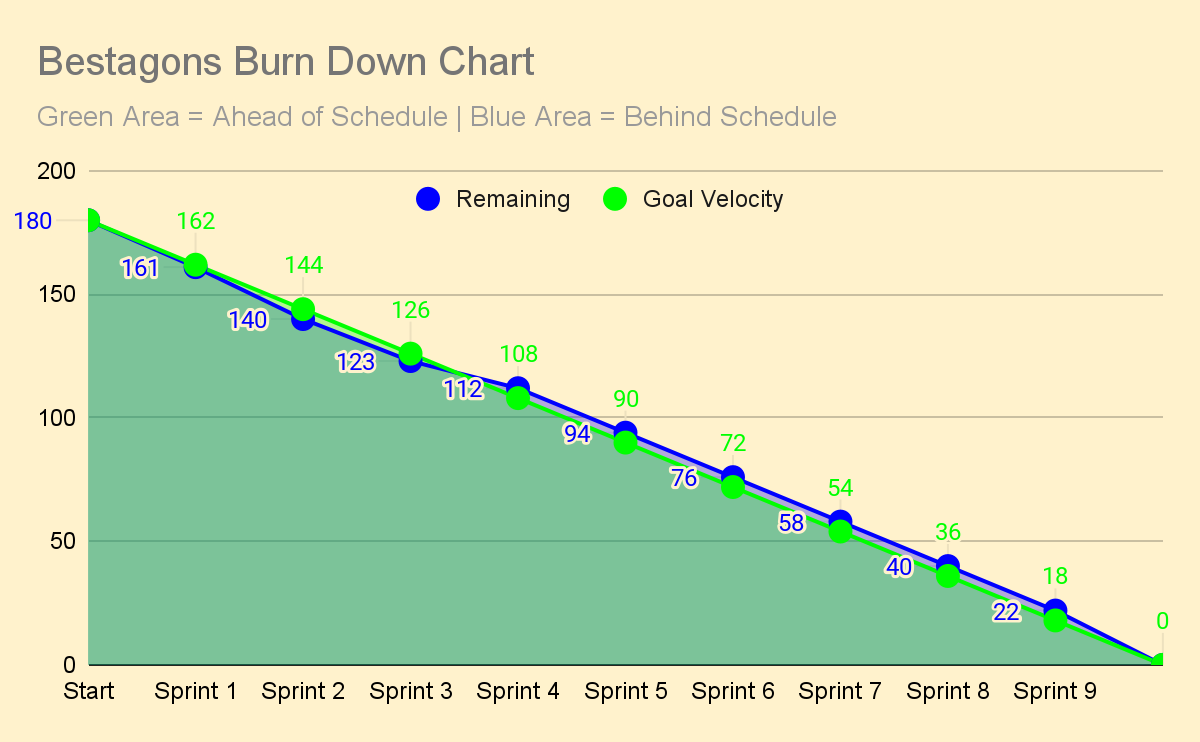 Bestagons Burn Down Chart
Green Area = Ahead of Schedule | Blue Area = Behind Schedule
200
Remaining
Goal Velocity
180
162
161
144
150
140
126
123
108
112
100
90
94
72
76
54
58
50
36
40
18
22
0
0
Start
Sprint 1
Sprint 2
Sprint 3
Sprint 4
Sprint 5
Sprint 6
Sprint 7
Sprint 8
Sprint 9